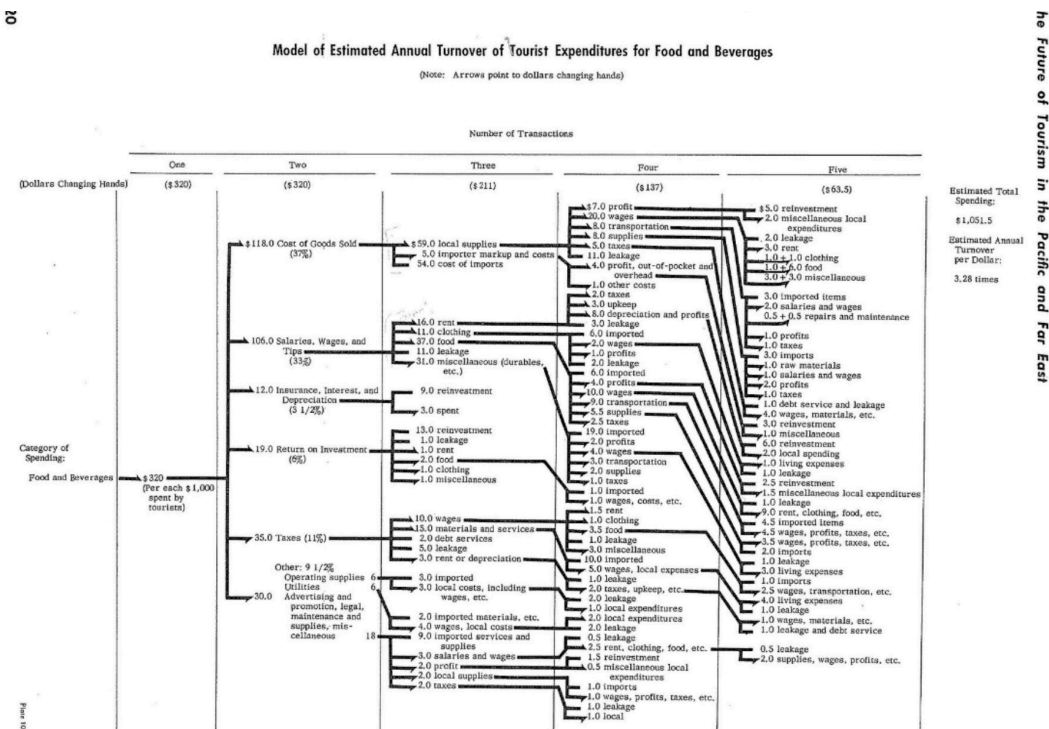 20
he Future of Tourism in the Pacific and Far East
Model of Estimated Annual Turnover of Tourist Expenditures for Food and Beverages
(Note: Arrows point to dollars changing hands)
Number of Transactions
One
Two
Three
Four
Five
(Dollars Changing Hands)
($320)
($320)
($211)
($137)
($63.5)
Estimated Total
Spending:
$1,051.5
Estimated Annual
Turnover
per Dollar:
3.28 times
Category of
Spending:
Food and Beverages
$320
(Per each $1,000
spent by
tourists)
$118.0 Cost of Goods Sold
(37%)
106.0 Salaries, Wages, and
Tips
(33%)
12.0 Insurance, Interest, and
Depreciation
(3 1/2%)
19.0 Return on Investment
(6%)
35.0 Taxes (11%)
Other: 9 1/2%
Operating supplies 6
Utilities 6
30.0 Advertising and
promotion, legal,
maintenance and
supplies, mis-
cellaneous 18
$59.0 local supplies
5.0 importer markup and costs
54.0 cost of imports
16.0 rent
11.0 clothing
37.0 food
11.0 leakage
31.0 miscellaneous (durables,
etc.)
9.0 reinvestment
3.0 spent
13.0 reinvestment
1.0 leakage
1.0 rent
2.0 food
1.0 clothing
1.0 miscellaneous
10.0 wages
15.0 materials and services
2.0 debt services
5.0 leakage
3.0 rent or depreciation
3.0 imported
3.0 local costs, including
wages, etc.
2.0 imported materials, etc.
4.0 wages, local costs
9.0 imported services and
supplies
3.0 salaries and wages
2.0 profit
2.0 local supplies
2.0 taxes
$7.0 profit
20.0 wages
8.0 transportation
8.0 supplies
5.0 taxes
11.0 leakage
4.0 profit, out-of-pocket and
overhead
1.0 other costs
2.0 taxes
3.0 upkeep
8.0 depreciation and profits
3.0 leakage
6.0 imported
2.0 wages
1.0 profits
2.0 leakage
6.0 imported
4.0 profits
10.0 wages
9.0 transportation
5.5 supplies
2.5 taxes
19.0 imported
2.0 profits
4.0 wages
3.0 transportation
2.0 supplies
1.0 taxes
1.0 imported
1.0 wages, costs, etc.
1.5 rent
1.0 clothing
3.5 food
1.0 leakage
3.0 miscellaneous
10.0 imported
5.0 wages, local expenses
1.0 leakage
2.0 taxes, upkeep, etc.
2.0 leakage
1.0 local expenditures
2.0 local expenditures
2.0 leakage
0.5 leakage
2.5 rent, clothing, food, etc.
1.5 reinvestment
0.5 miscellaneous local
expenditures
1.0 imports
1.0 wages, profits, taxes, etc.
1.0 leakage
1.0 local
$5.0 reinvestment
2.0 miscellaneous local
expenditures
2.0 leakage
3.0 rent
1.0 + 1.0 clothing
1.0 + 6.0 food
3.0 + 3.0 miscellaneous
3.0 imported items
2.0 salaries and wages
0.5 + 0.5 repairs and maintenance
1.0 profits
1.0 taxes
3.0 imports
1.0 raw materials
1.0 salaries and wages
2.0 profits
1.0 taxes
1.0 debt service and leakage
4.0 wages, materials, etc.
3.0 reinvestment
1.0 miscellaneous
6.0 reinvestment
2.0 local spending
1.0 living expenses
1.0 leakage
2.5 reinvestment
1.5 miscellaneous local expenditures
1.0 leakage
9.0 rent, clothing, food, etc.
4.5 imported items
4.5 wages, profits, taxes, etc.
3.5 wages, profits, taxes, etc.
2.0 imports
1.0 leakage
3.0 living expenses
1.0 imports
2.5 wages, transportation, etc.
4.0 living expenses
1.0 leakage
1.0 wages, materials, etc.
1.0 leakage and debt service
0.5 leakage
2.0 supplies, wages, profits, etc.
Plate 10